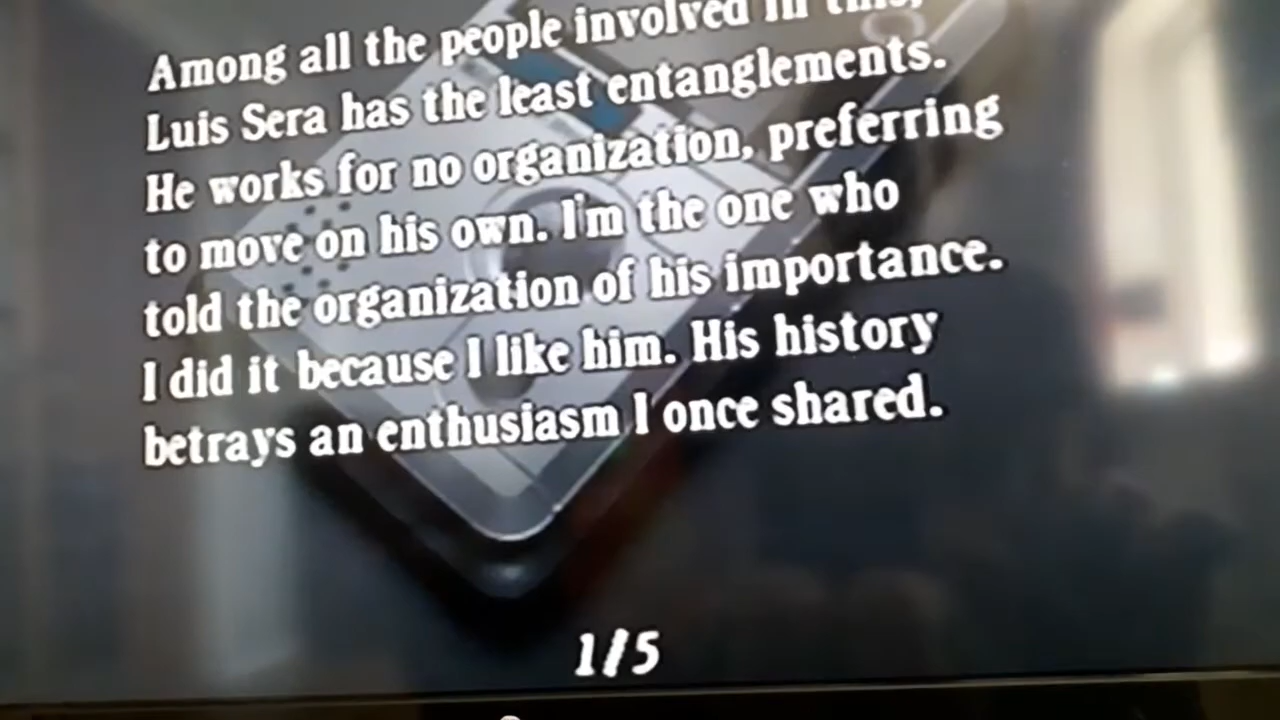 Among all the people involved in this,
Luis Sera has the least entanglements.
He works for no organization, preferring
to move on his own. I'm the one who
told the organization of his importance.
I did it because I like him. His history
betrays an enthusiasm I once shared.
1/5